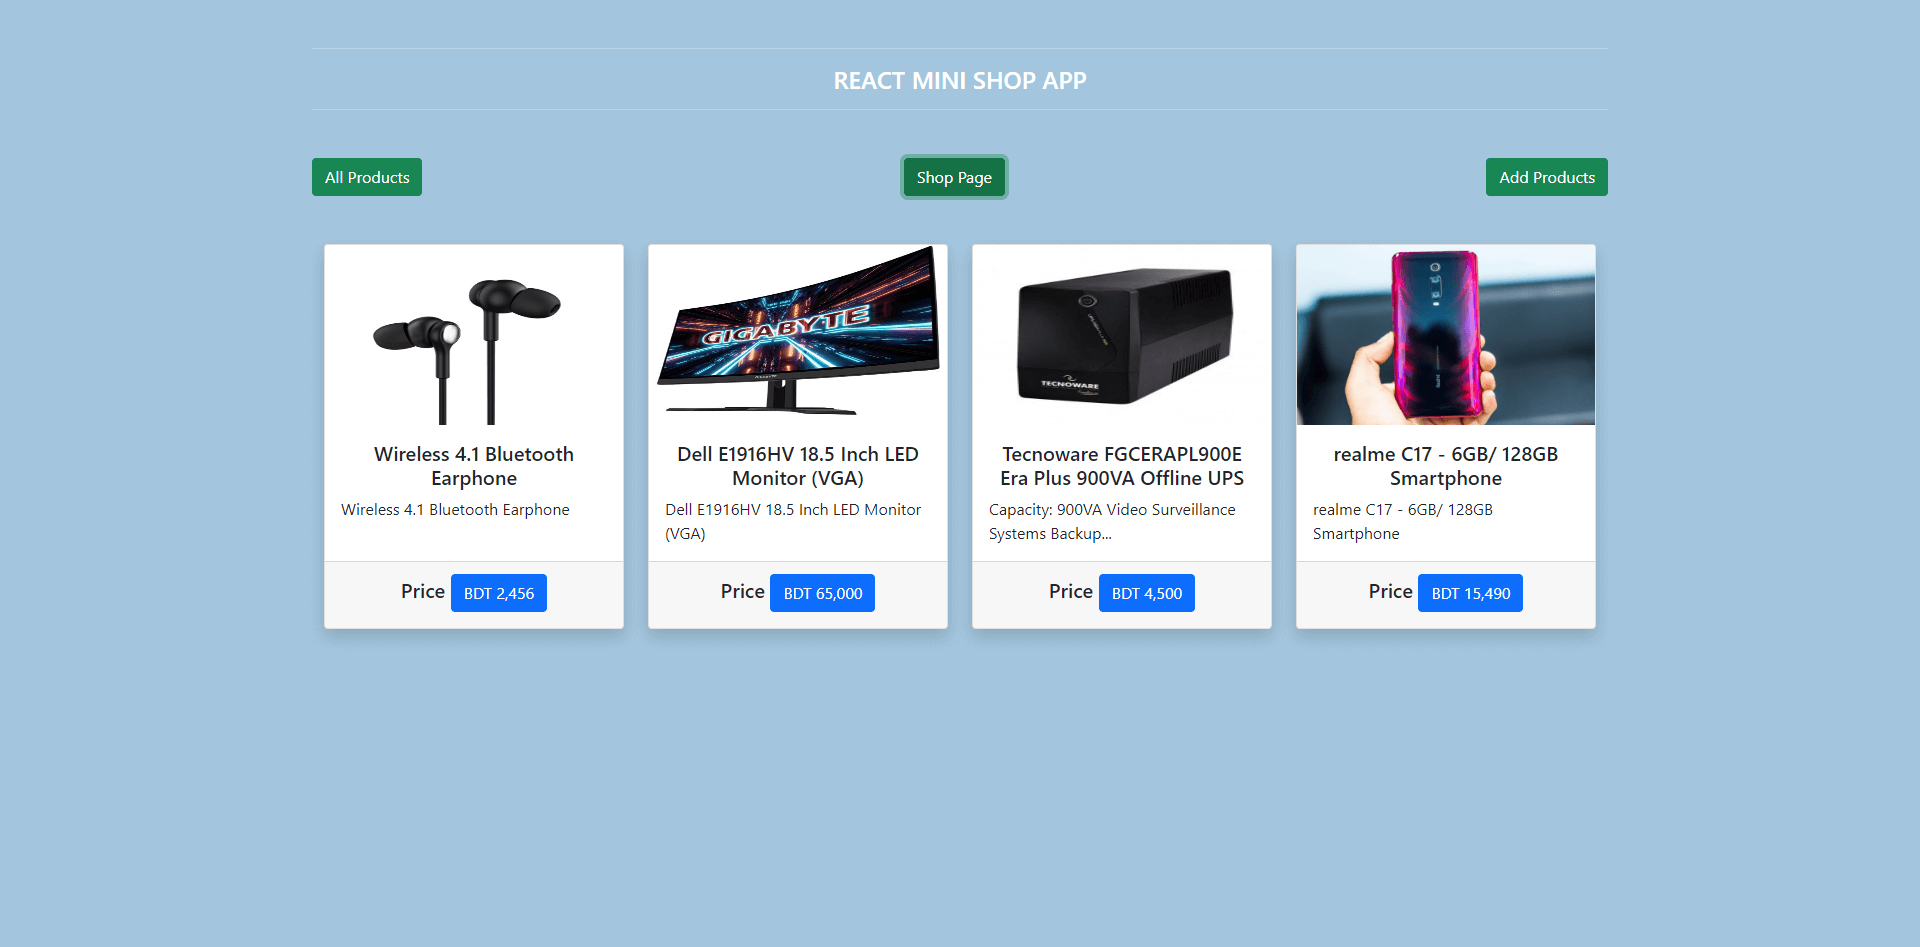 REACT MINI SHOP APP
All Products
Shop Page
Add Products
GIGABYTE
TECNOWARE
Wireless 4.1 Bluetooth
Earphone
Wireless 4.1 Bluetooth Earphone
Price BDT 2,456
Dell E1916HV 18.5 Inch LED
Monitor (VGA)
Dell E1916HV 18.5 Inch LED Monitor
(VGA)
Price BDT 65,000
Tecnoware FGCERAPL900E
Era Plus 900VA Offline UPS
Capacity: 900VA Video Surveillance
Systems Backup...
Price BDT 4,500
realme C17 - 6GB/ 128GB
Smartphone
realme C17 - 6GB/ 128GB
Smartphone
Price BDT 15,490